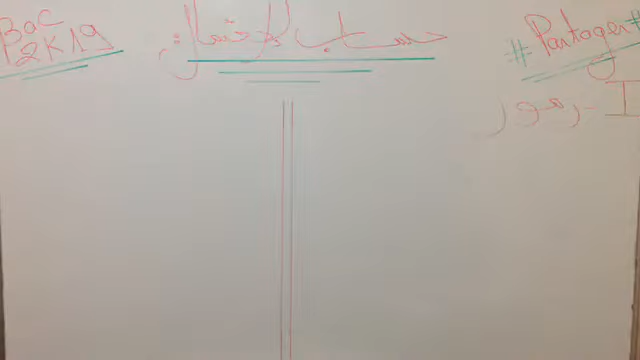 BaC
2K19
حساب الاحتمالات
# Partager #
I - رموز